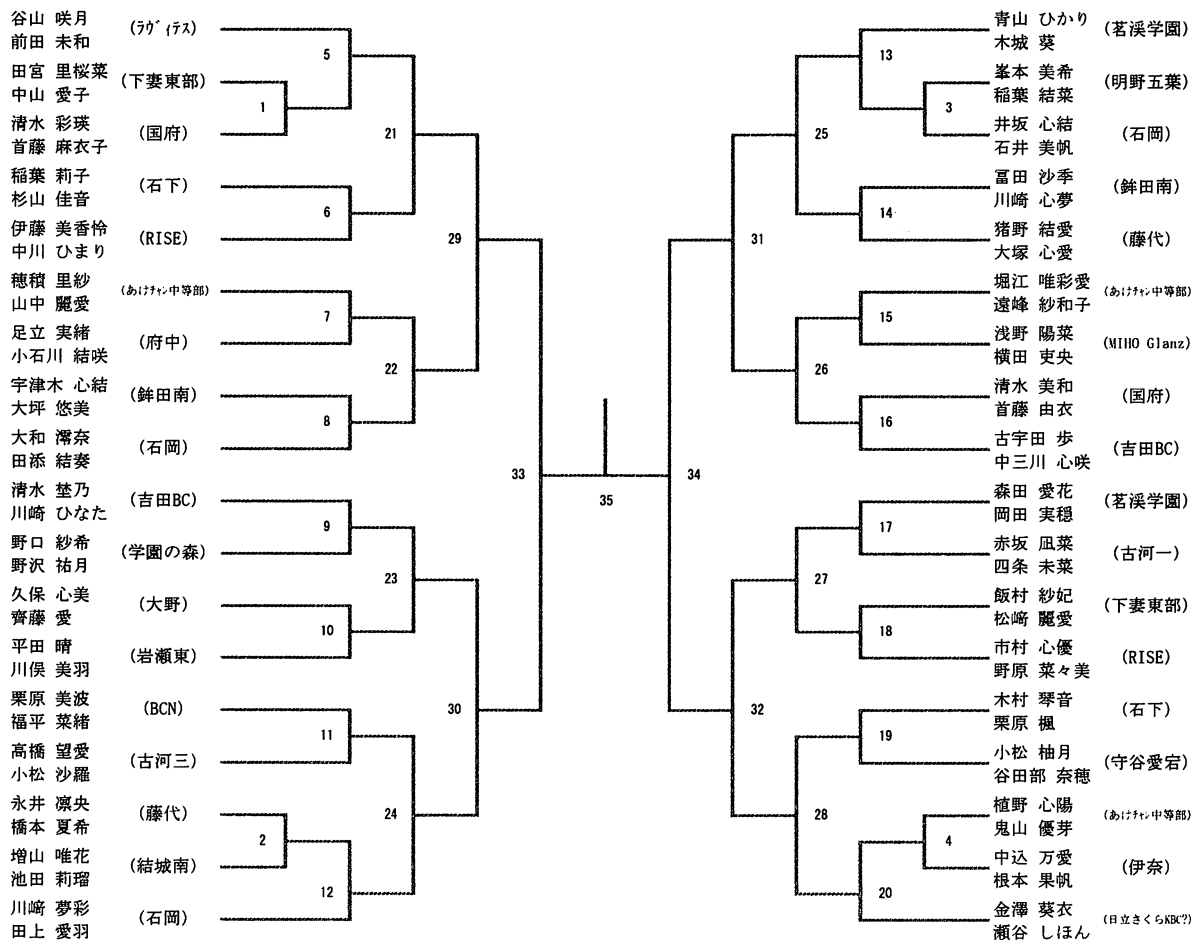 谷山 咲月
前田 未和
(ラヴィテス)
田宮 里桜菜
中山 愛子
(下妻東部)
清水 彩瑛
首藤 麻衣子
(国府)
稲葉 莉子
杉山 佳音
(石下)
伊藤 美香怜
中川 ひまり
(RISE)
穂積 里紗
山中 麗愛
(あけチャン中等部)
足立 実緒
小石川 結咲
(府中)
宇津木 心結
大坪 悠美
(鉾田南)
大和 澪奈
田添 結奏
(石岡)
清水 埜乃
川崎 ひなた
(吉田BC)
野口 紗希
野沢 祐月
(学園の森)
久保 心美
齊藤 愛
(大野)
平田 晴
川俣 美羽
(岩瀬東)
栗原 美波
福平 菜緒
(BCN)
高橋 望愛
小松 沙羅
(古河三)
永井 凛央
橋本 夏希
(藤代)
増山 唯花
池田 莉瑠
(結城南)
川﨑 夢彩
田上 愛羽
(石岡)
1
2
5
6
7
8
9
10
11
12
21
22
23
24
29
30
33
35
34
31
32
25
26
27
28
13
14
15
16
17
18
19
20
3
4
青山 ひかり
木城 葵
(茗溪学園)
峯本 美希
稲葉 結菜
(明野五葉)
井坂 心結
石井 美帆
(石岡)
冨田 沙季
川崎 心夢
(鉾田南)
猪野 結愛
大塚 心愛
(藤代)
堀江 唯彩愛
遠峰 紗和子
(あけチャン中等部)
浅野 陽菜
横田 吏央
(MIHO Glanz)
清水 美和
首藤 由衣
(国府)
古宇田 歩
中三川 心咲
(吉田BC)
森田 愛花
岡田 実穏
(茗溪学園)
赤坂 凪菜
四条 未菜
(古河一)
飯村 紗妃
松﨑 麗愛
(下妻東部)
市村 心優
野原 菜々美
(RISE)
木村 琴音
栗原 楓
(石下)
小松 柚月
谷田部 奈穂
(守谷愛宕)
植野 心陽
鬼山 優芽
(あけチャン中等部)
中込 万愛
根本 果帆
(伊奈)
金澤 葵衣
瀬谷 しほん
(日立さくらKBC?)